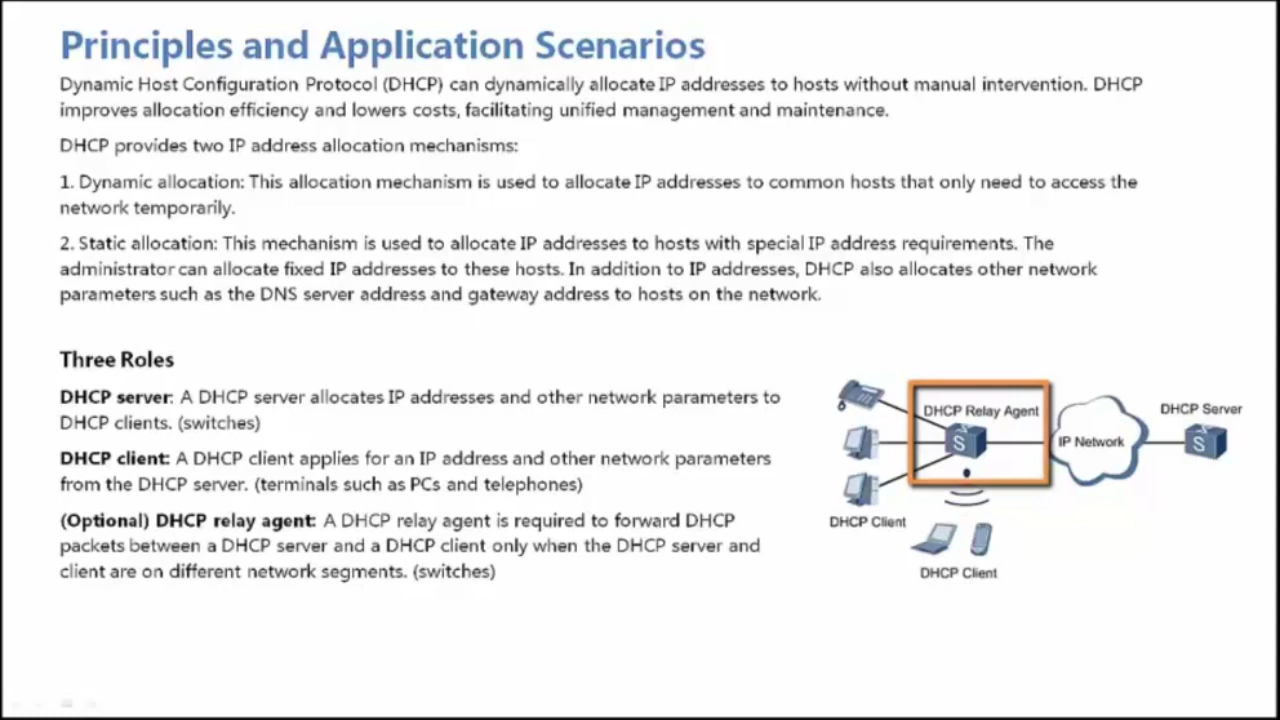 Principles and Application Scenarios
Dynamic Host Configuration Protocol (DHCP) can dynamically allocate IP addresses to hosts without manual intervention. DHCP
improves allocation efficiency and lowers costs, facilitating unified management and maintenance.
DHCP provides two IP address allocation mechanisms:
1. Dynamic allocation: This allocation mechanism is used to allocate IP addresses to common hosts that only need to access the
network temporarily.
2. Static allocation: This mechanism is used to allocate IP addresses to hosts with special IP address requirements. The
administrator can allocate fixed IP addresses to these hosts. In addition to IP addresses, DHCP also allocates other network
parameters such as the DNS server address and gateway address to hosts on the network.
Three Roles
DHCP server: A DHCP server allocates IP addresses and other network parameters to
DHCP clients. (switches)
DHCP client: A DHCP client applies for an IP address and other network parameters
from the DHCP server. (terminals such as PCs and telephones)
(Optional) DHCP relay agent: A DHCP relay agent is required to forward DHCP
packets between a DHCP server and a DHCP client only when the DHCP server and
client are on different network segments. (switches)
DHCP Relay Agent
DHCP Server
S
IP Network
S
DHCP Client
DHCP Client